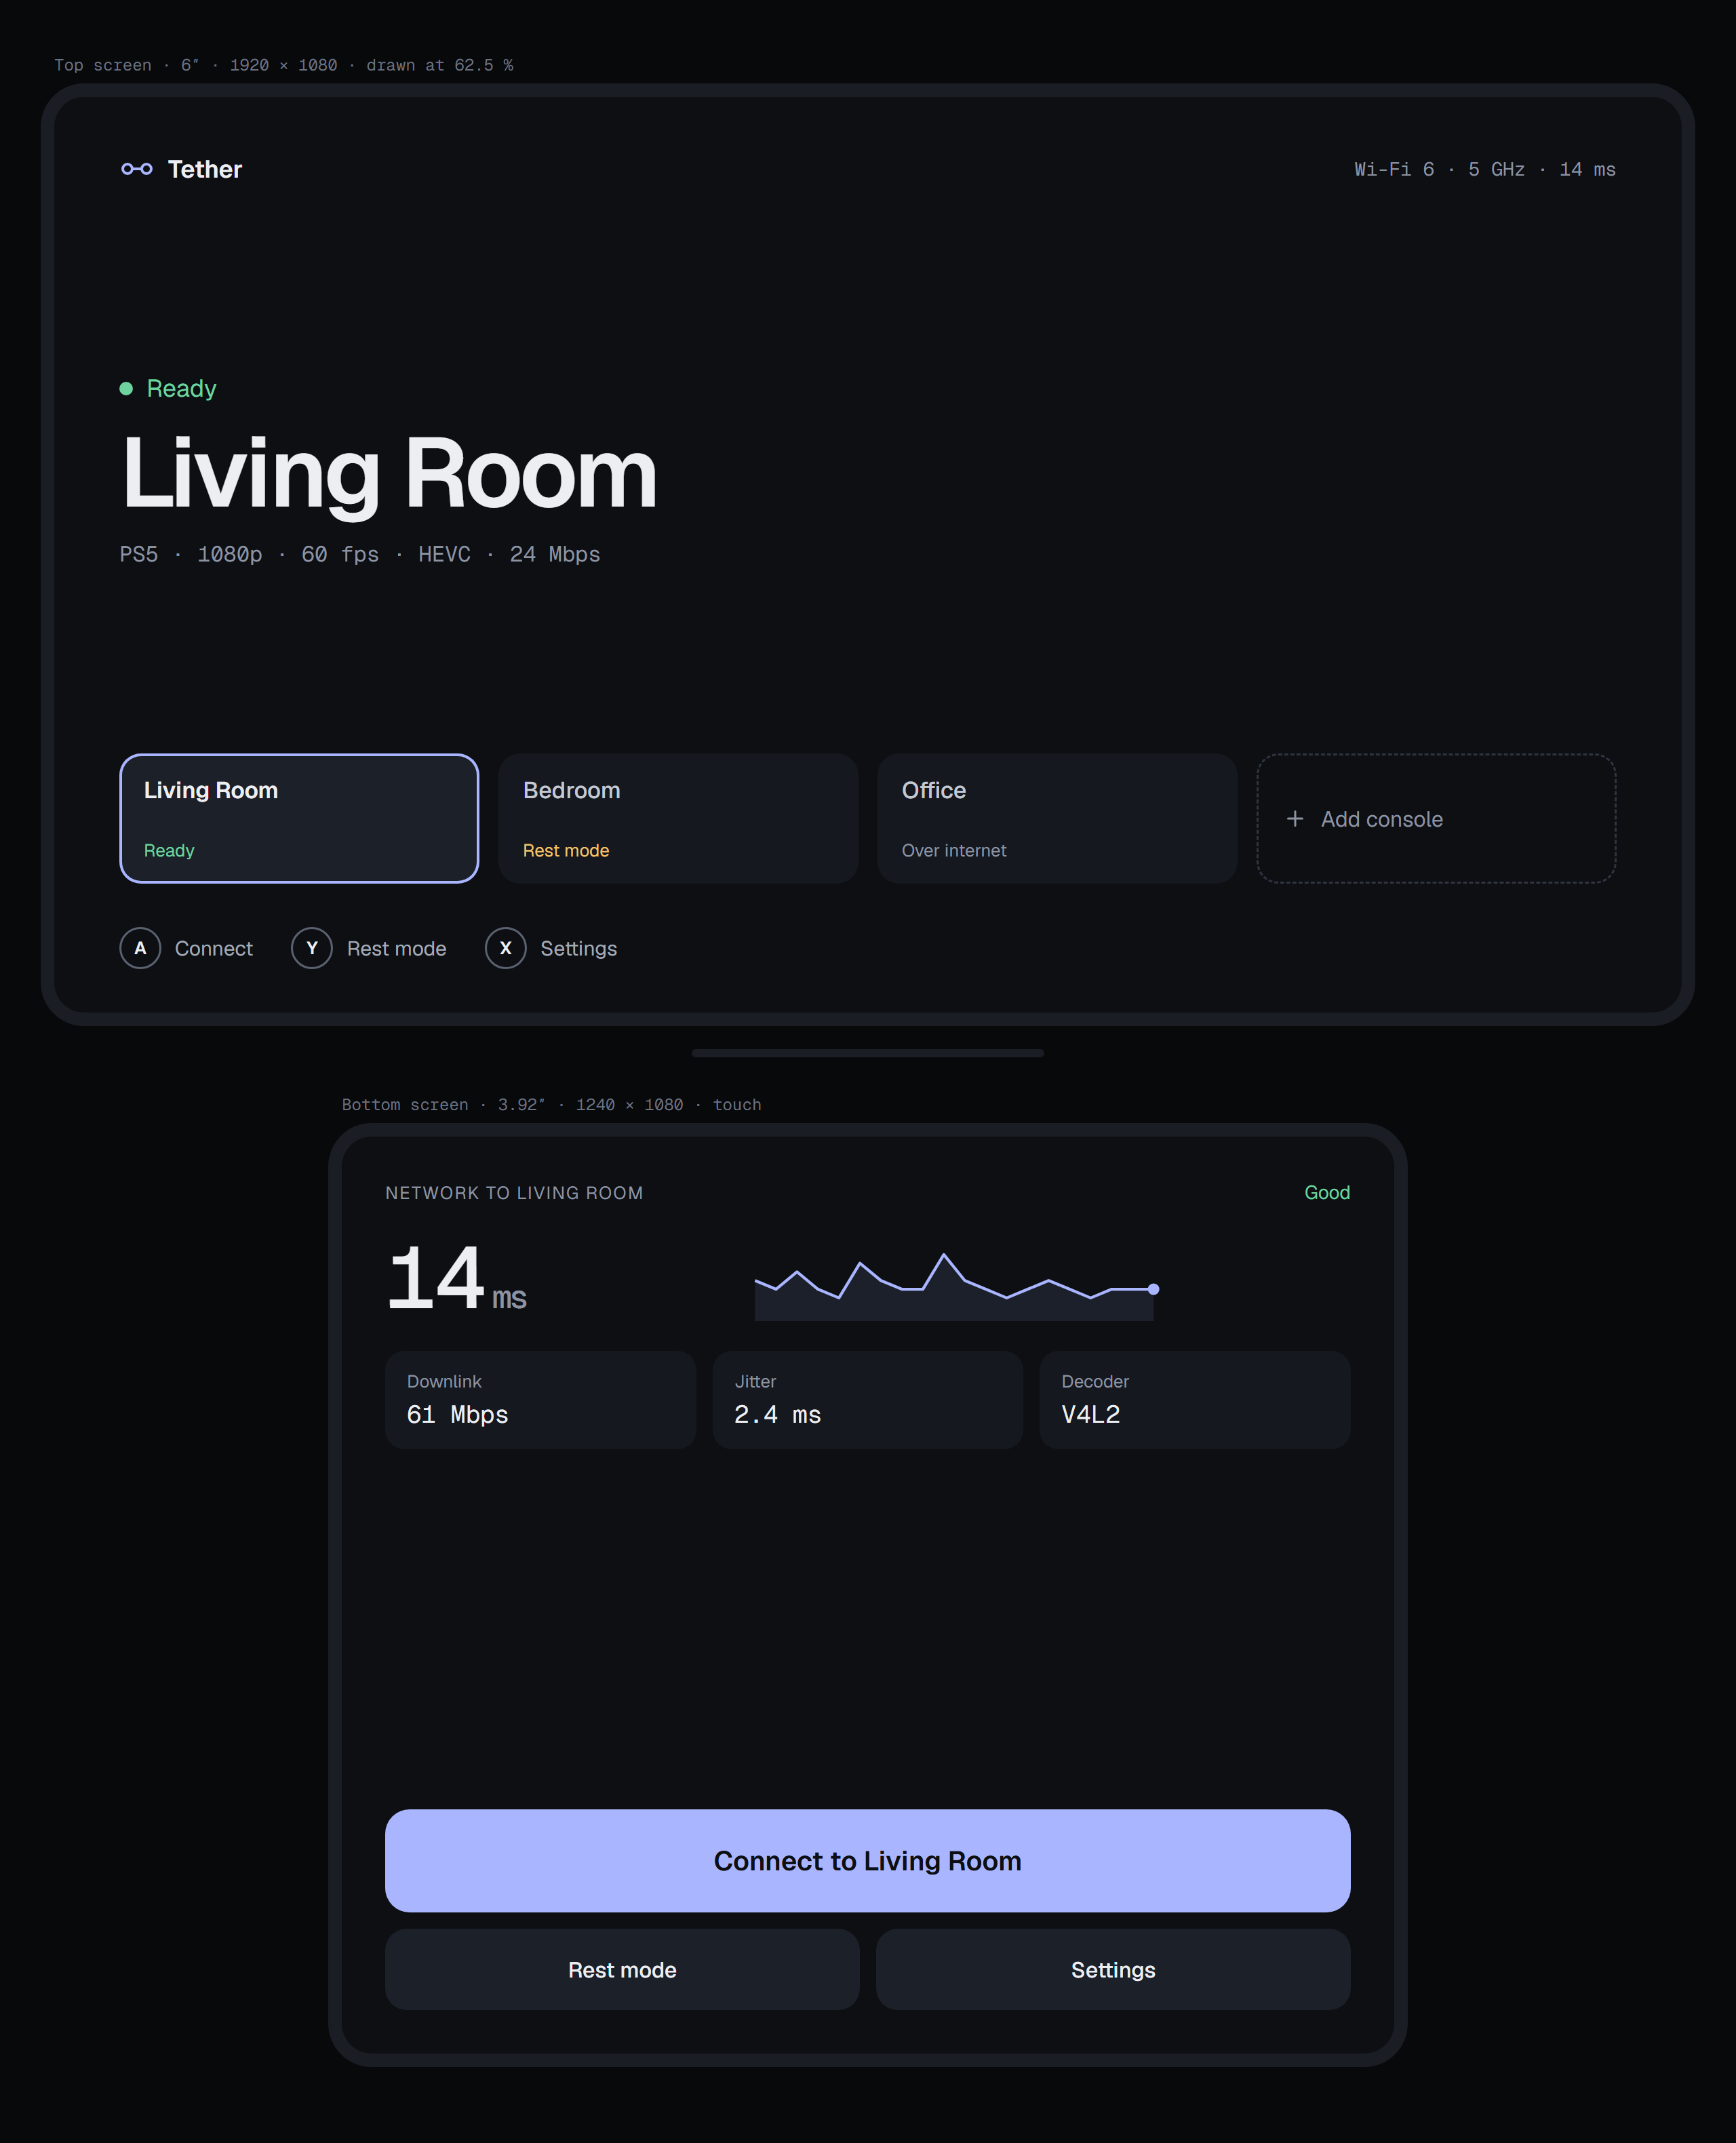 Top screen · 6″ · 1920 × 1080 · drawn at 62.5 %
Tether
Wi-Fi 6 · 5 GHz · 14 ms
Ready
Living Room
PS5 · 1080p · 60 fps · HEVC · 24 Mbps
Living Room
Ready
Bedroom
Rest mode
Office
Over internet
+ Add console
A Connect
Y Rest mode
X Settings
Bottom screen · 3.92″ · 1240 × 1080 · touch
NETWORK TO LIVING ROOM
Good
14 ms
Downlink
61 Mbps
Jitter
2.4 ms
Decoder
V4L2
Connect to Living Room
Rest mode
Settings